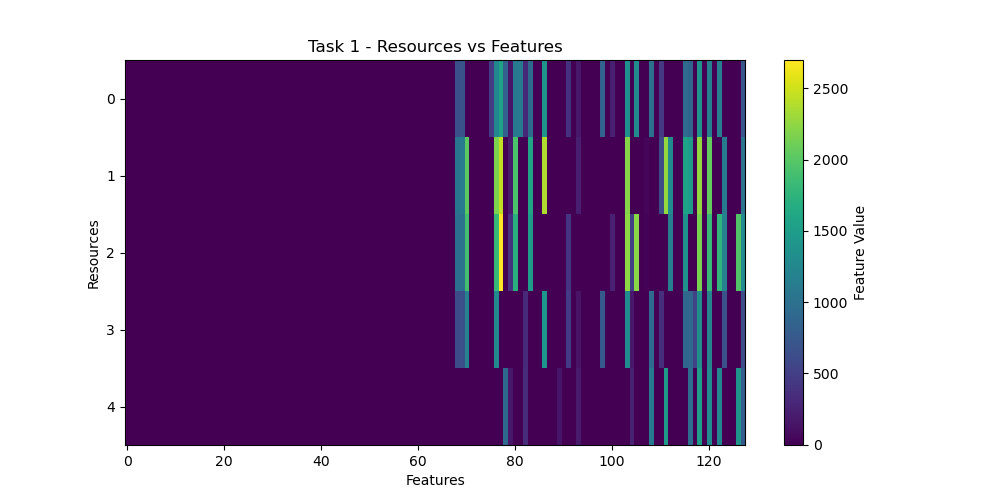 Task 1 - Resources vs Features
0
1
2
3
4
Resources
0 20 40 60 80 100 120
Features
2500
2000
1500
1000
500
0
Feature Value